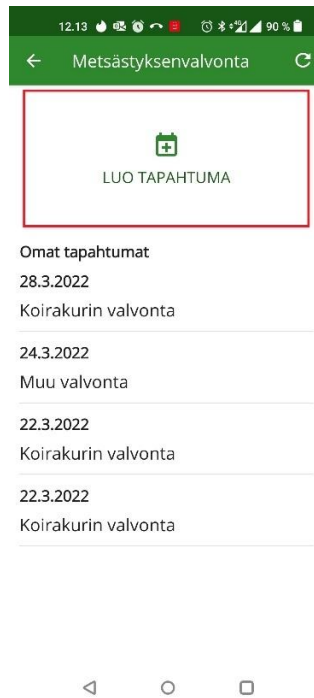 12.13 90 %
Metsästyksenvalvonta
LUO TAPAHTUMA
Omat tapahtumat
28.3.2022
Koirakurin valvonta
24.3.2022
Muu valvonta
22.3.2022
Koirakurin valvonta
22.3.2022
Koirakurin valvonta